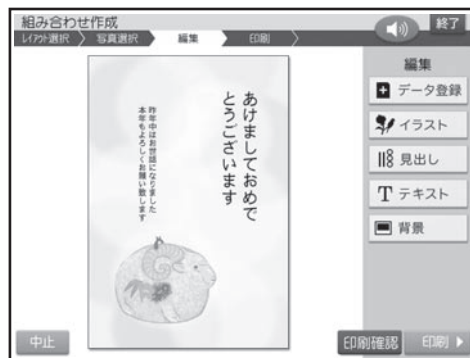 組み合わせ作成
終了
レイアウト選択
写真選択
編集
印刷
あけましておめで
とうございます
昨年中はお世話になりました
本年もよろしくお願い致します
編集
データ登録
イラスト
見出し
T テキスト
背景
中止
印刷確認
印刷